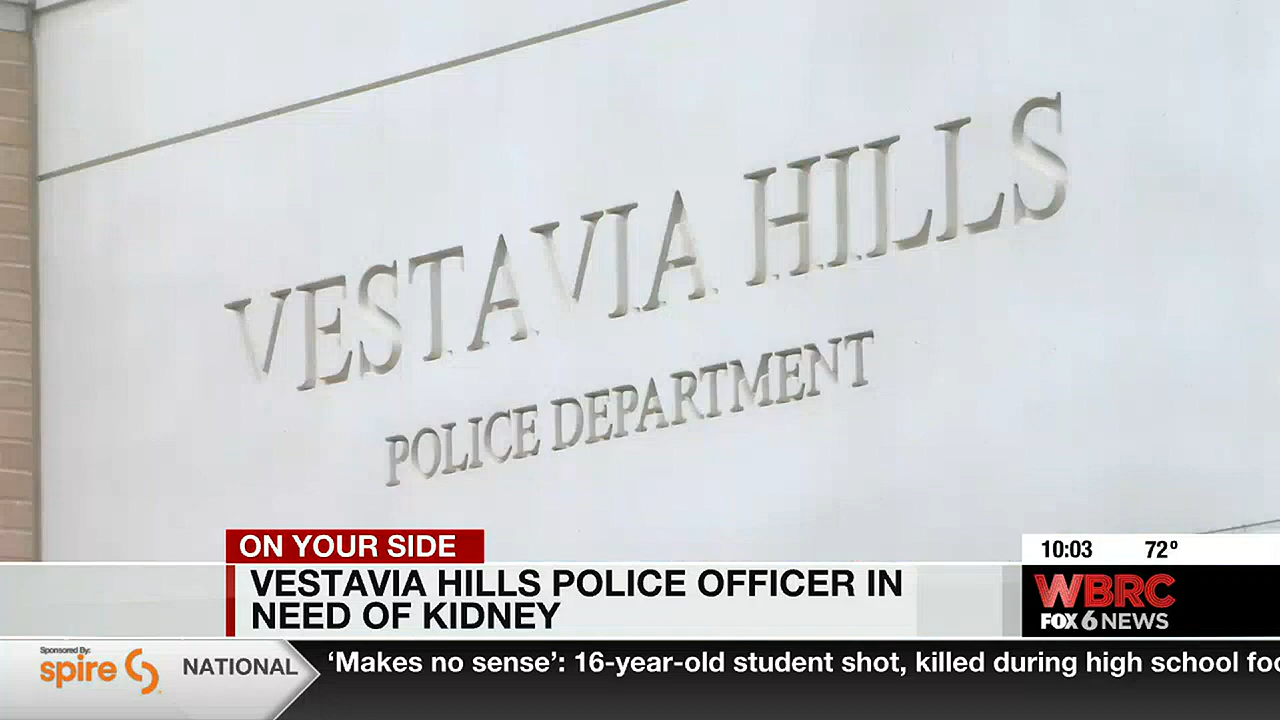 VESTAVIA HILLS
POLICE DEPARTMENT
ON YOUR SIDE
VESTAVIA HILLS POLICE OFFICER IN
NEED OF KIDNEY
10:03 72°
WBRC
FOX 6 NEWS
Sponsored By:
spire
NATIONAL
‘Makes no sense’: 16-year-old student shot, killed during high school foo